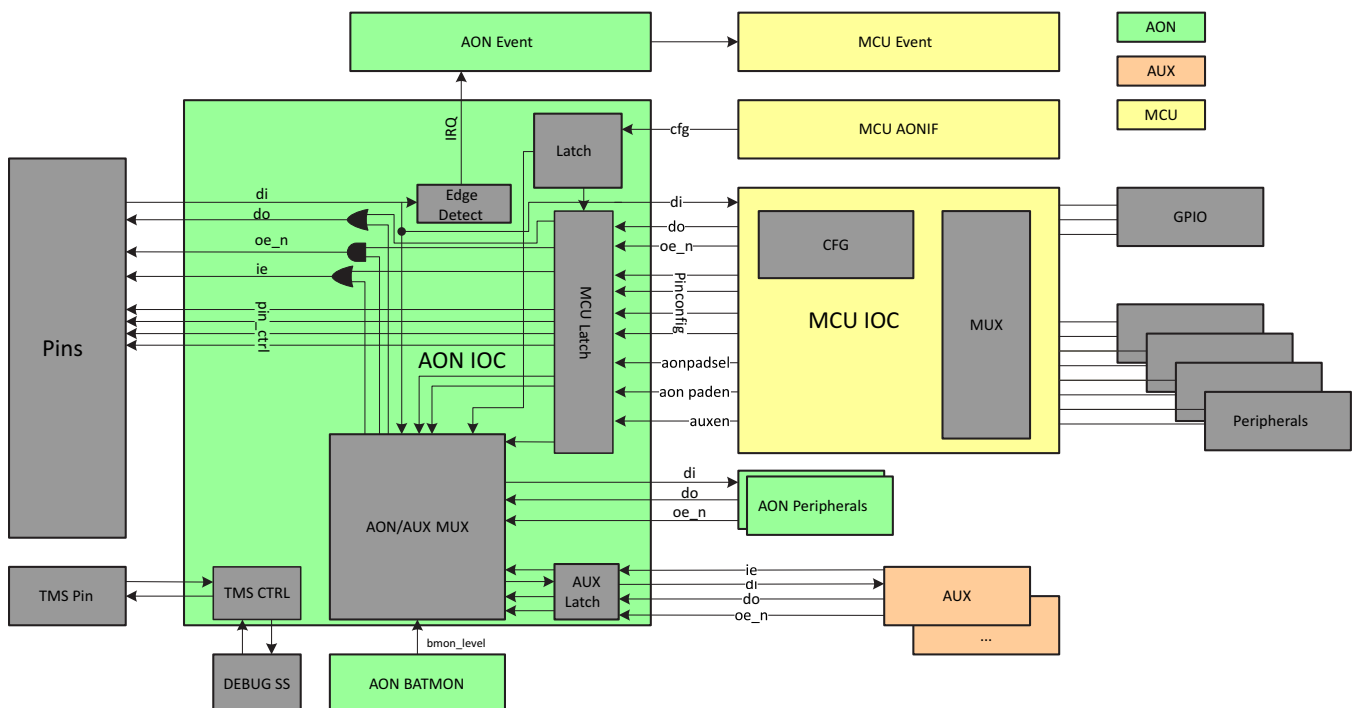 AON Event
MCU Event
AON
AUX
MCU
IRQ
Latch
cfg
MCU AONIF
Pins
di
do
oe_n
ie
pin_ctrl
Edge
Detect
AON IOC
MCU Latch
di
do
oe_n
Pinconfig
aonpadsel
aon paden
auxen
CFG
MCU IOC
MUX
GPIO
Peripherals
AON/AUX MUX
di
do
oe_n
AON Peripherals
TMS Pin
TMS CTRL
AUX
Latch
ie
di
do
oe_n
AUX
...
DEBUG SS
bmon_level
AON BATMON